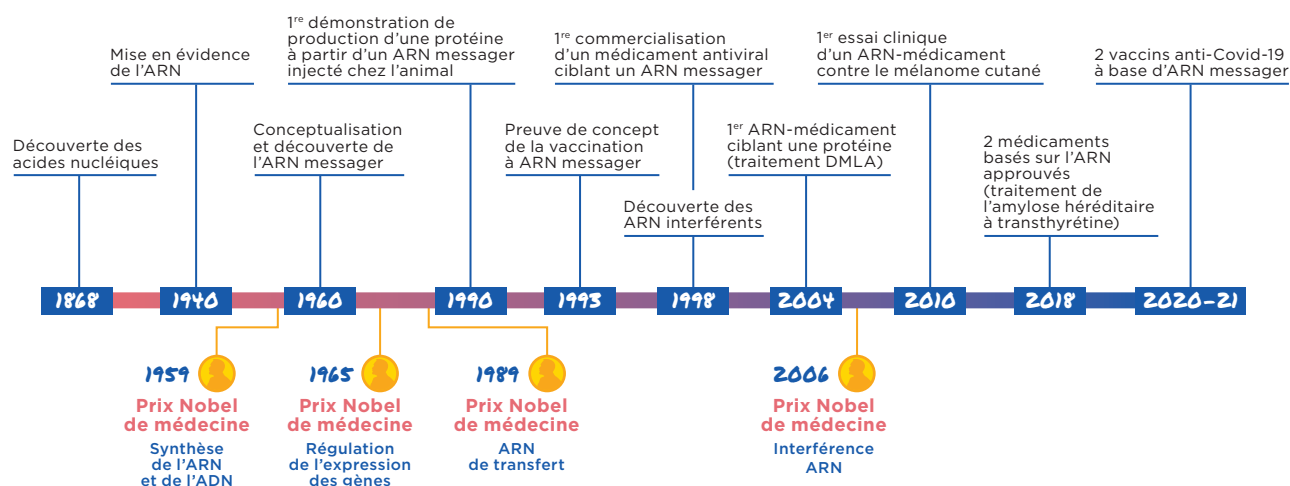 1re démonstration de
production d'une protéine
à partir d'un ARN messager
injecté chez l'animal
Mise en évidence
de l'ARN
1re commercialisation
d'un médicament antiviral
ciblant un ARN messager
1er essai clinique
d'un ARN-médicament
contre le mélanome cutané
2 vaccins anti-Covid-19
à base d'ARN messager
Découverte des
acides nucléiques
Conceptualisation
et découverte de
l'ARN messager
Preuve de concept
de la vaccination
à ARN messager
Découverte des
ARN interférents
1er ARN-médicament
ciblant une protéine
(traitement DMLA)
2 médicaments
basés sur l'ARN
approuvés
(traitement de
l'amylose héréditaire
à transthyrétine)
1868
1940
1960
1990
1993
1998
2004
2010
2018
2020-21
1959
Prix Nobel
de médecine
Synthèse
de l'ARN
et de l'ADN
1965
Prix Nobel
de médecine
Régulation
de l'expression
des gènes
1989
Prix Nobel
de médecine
ARN
de transfert
2006
Prix Nobel
de médecine
Interférence
ARN